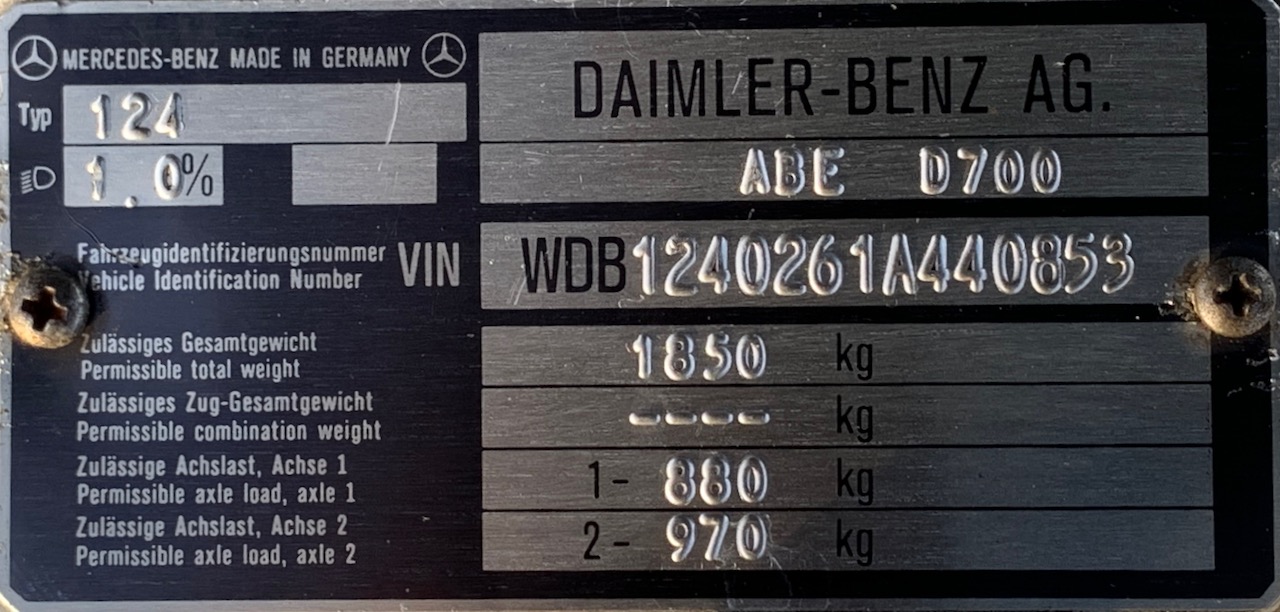 MERCEDES-BENZ MADE IN GERMANY
DAIMLER-BENZ AG.
Typ 124
1.0%
ABE D700
Fahrzeugidentifizierungsnummer
Vehicle Identification Number
VIN WDB1240261A440853
Zulässiges Gesamtgewicht
Permissible total weight
1850 kg
Zulässiges Zug-Gesamtgewicht
Permissible combination weight
---- kg
Zulässige Achslast, Achse 1
Permissible axle load, axle 1
1- 880 kg
Zulässige Achslast, Achse 2
Permissible axle load, axle 2
2- 970 kg